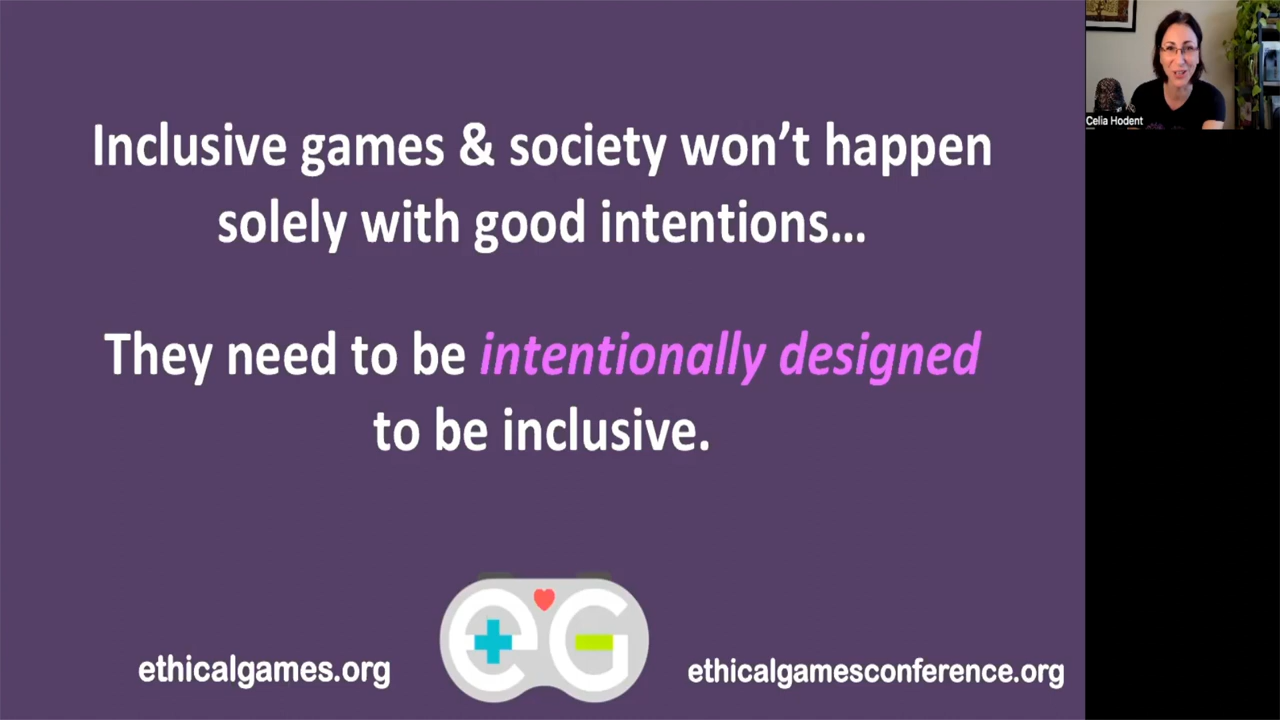 Inclusive games & society won't happen
solely with good intentions...
They need to be intentionally designed
to be inclusive.
eG
ethicalgames.org
ethicalgamesconference.org
Celia Hodent